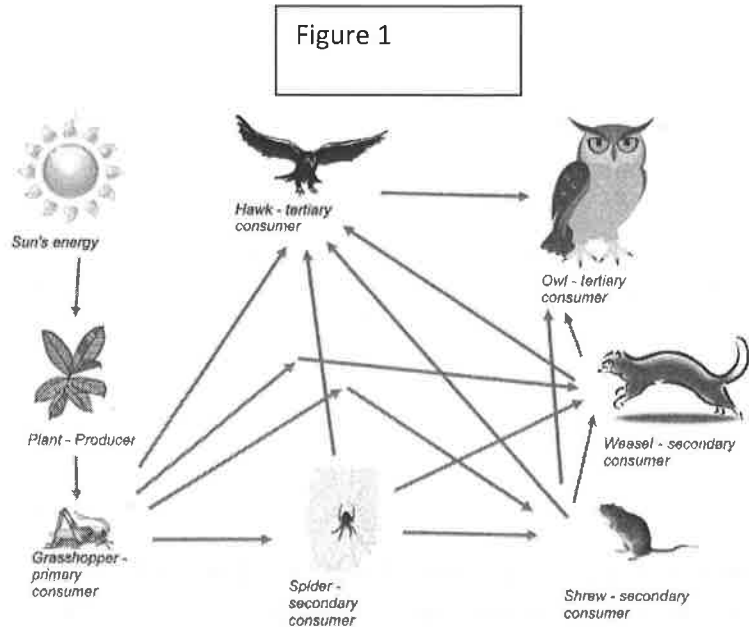 Figure 1
Sun's energy
Hawk - tertiary
consumer
Owl - tertiary
consumer
Plant - Producer
Weasel - secondary
consumer
Grasshopper -
primary
consumer
Spider -
secondary
consumer
Shrew - secondary
consumer